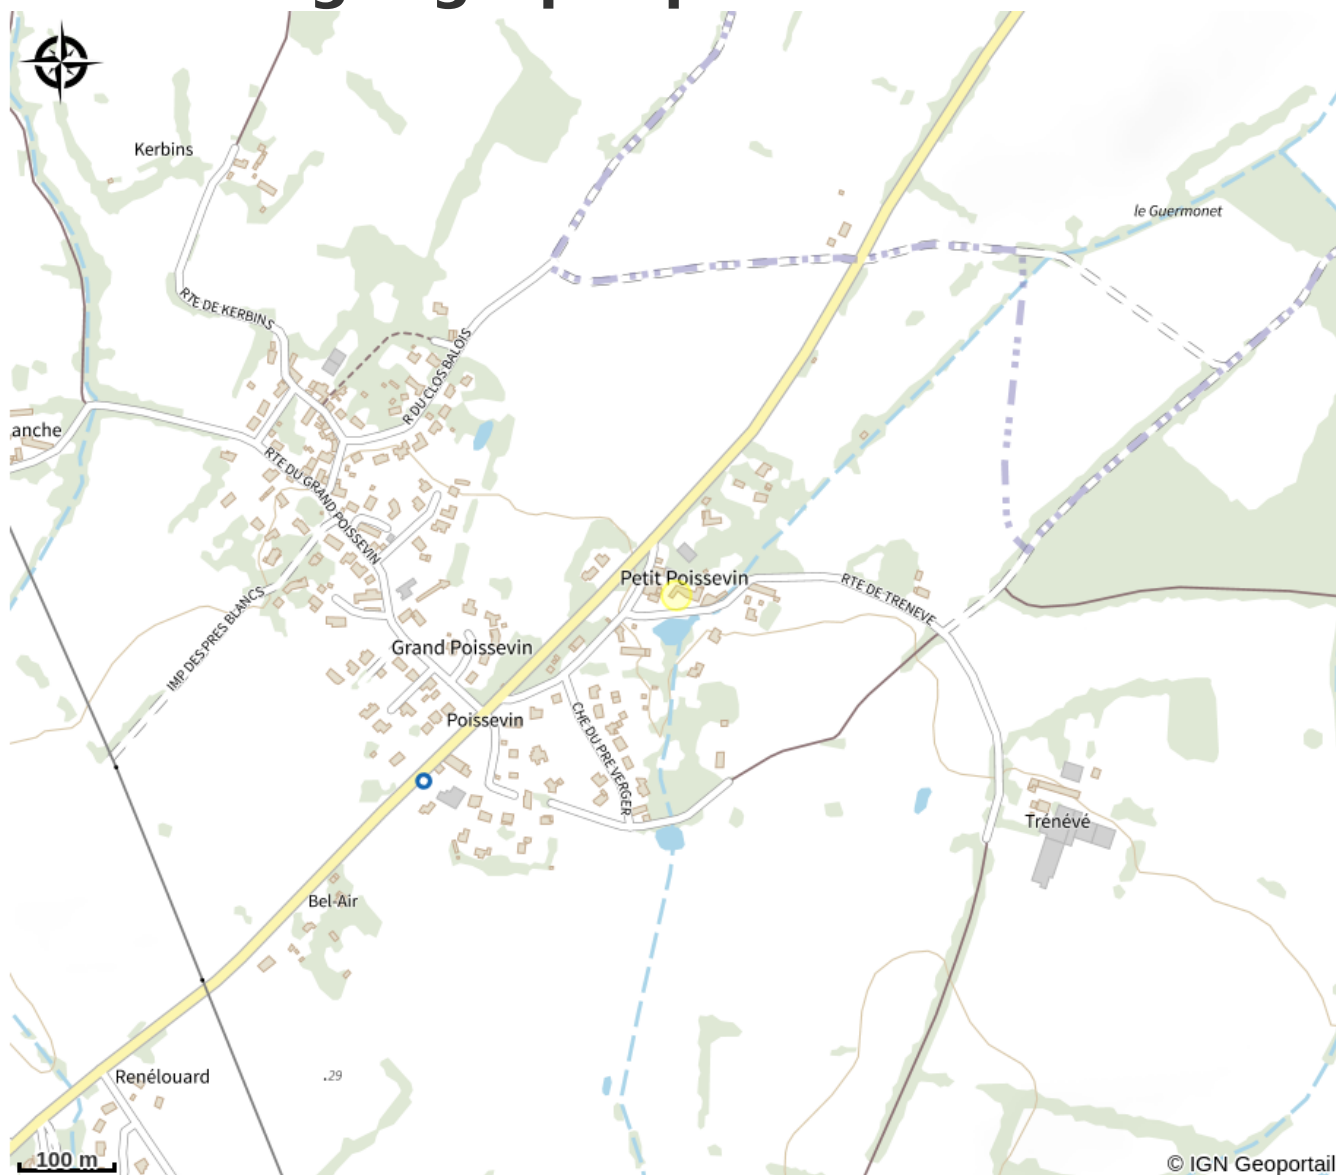 Kerbins
le Guermonet
RTE DE KERBINS
R DU CLOS BALOIS
anche
RTE DU GRAND POISSEVIN
Petit Poissevin
RTE DE TRENEVE
IMP DES PRES BLANCS
Grand Poissevin
Poissevin
CHE DU PRE VERGER
Trénévé
Bel-Air
Renélouard
.29
100 m
© IGN Geoportail